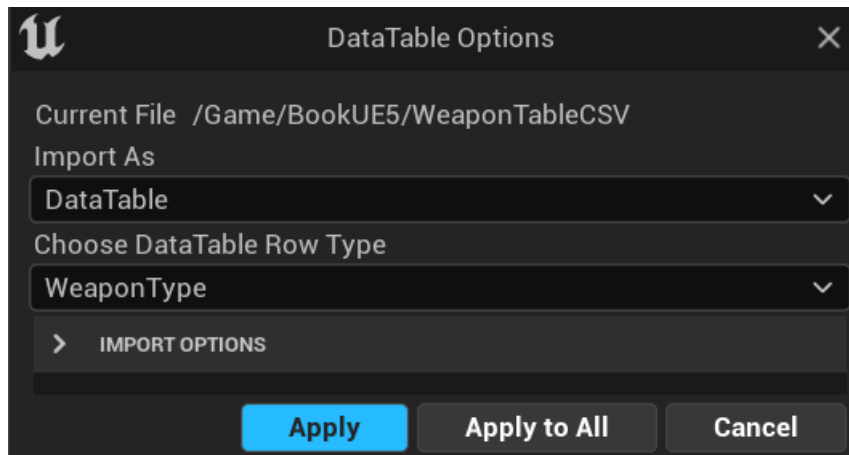 DataTable Options
Current File /Game/BookUE5/WeaponTableCSV
Import As
DataTable
Choose DataTable Row Type
WeaponType
IMPORT OPTIONS
Apply Apply to All Cancel